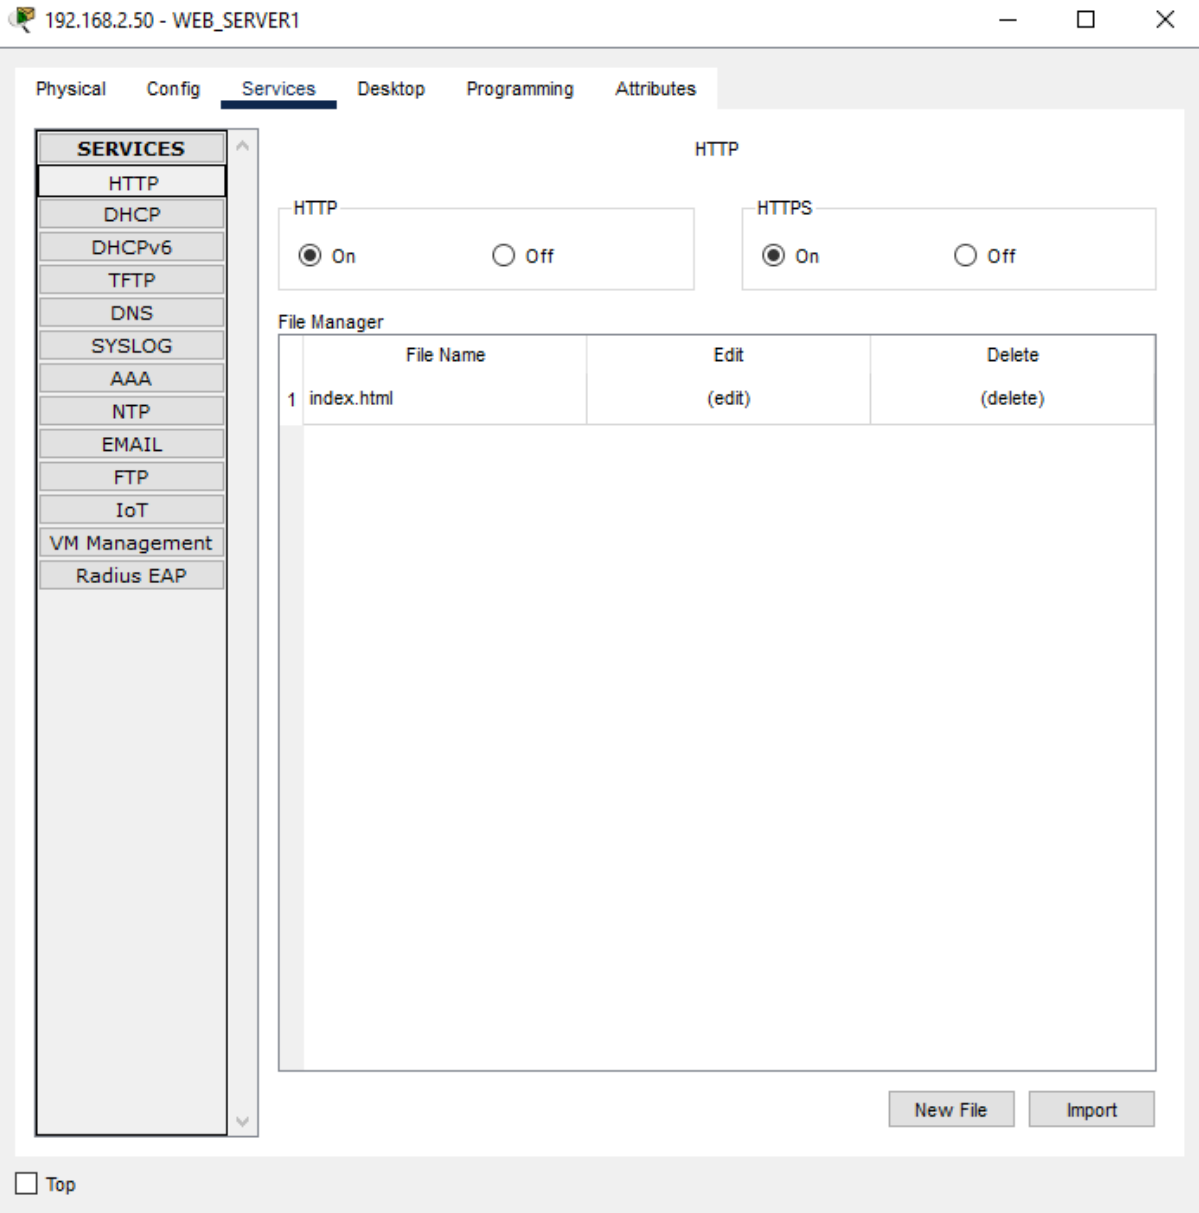 192.168.2.50 - WEB_SERVER1
Physical Config Services Desktop Programming Attributes
SERVICES
HTTP
DHCP
DHCPv6
TFTP
DNS
SYSLOG
AAA
NTP
EMAIL
FTP
IoT
VM Management
Radius EAP
HTTP
HTTP HTTPS
On Off On Off
File Manager
File Name Edit Delete
1 index.html (edit) (delete)
New File Import
Top